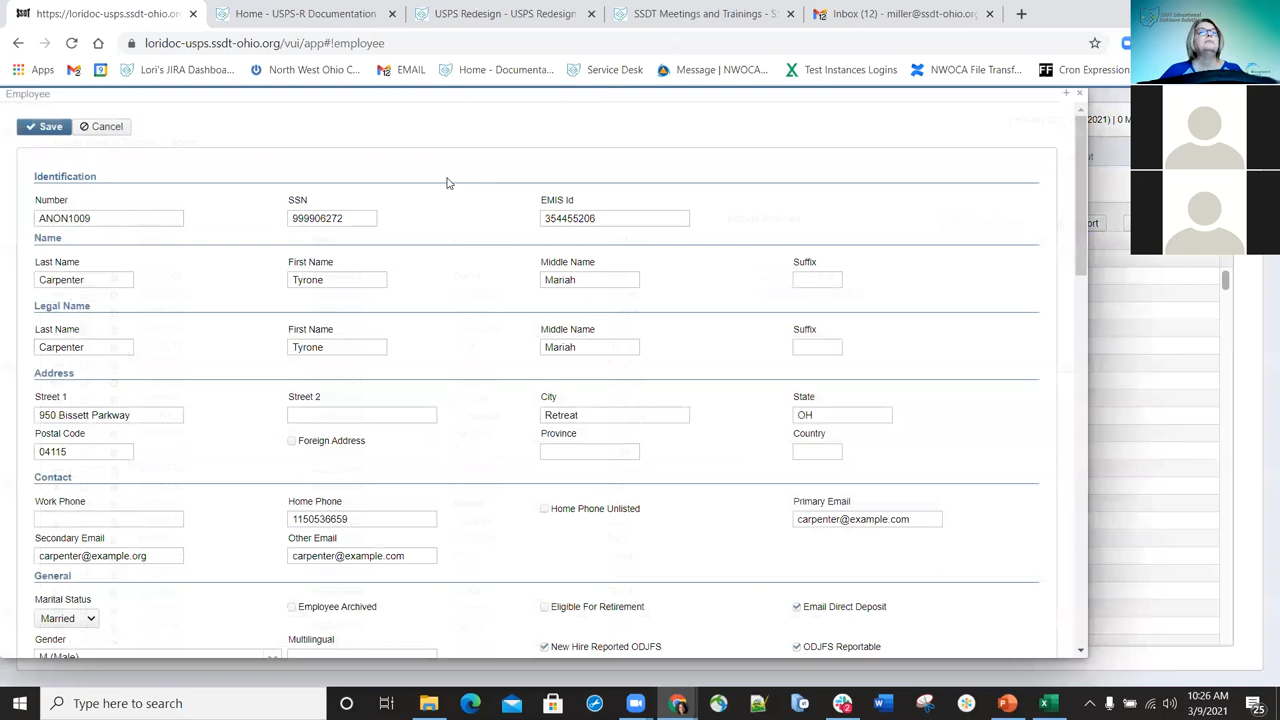 https://loridoc-usps.ssdt-ohio.org/ ×
Home - USPS-R Documentation ×
USPS Redesign - USPS Redesign ×
SSDT Meetings and Trainings - S ×
Inbox (12) - miller@ssdt-ohio.org ×
loridoc-usps.ssdt-ohio.org/vui/app#!employee
Apps
Lori's JIRA Dashboa...
North West Ohio C...
EMAIL
Home - Documenta...
Service Desk
Message | NWOCA...
Test Instances Logins
NWOCA File Transf...
Cron Expression
Employee
Save Cancel
2021) | 0 M
Identification
Number SSN EMIS Id
ANON1009 999906272 354455206
ort
Name
Last Name First Name Middle Name Suffix
Carpenter Tyrone Mariah
Legal Name
Last Name First Name Middle Name Suffix
Carpenter Tyrone Mariah
Address
Street 1 Street 2 City State
950 Bissett Parkway Retreat OH
Postal Code Foreign Address Province Country
04115
Contact
Work Phone Home Phone Home Phone Unlisted Primary Email
1150536659 carpenter@example.com
Secondary Email Other Email
carpenter@example.org carpenter@example.com
General
Marital Status Employee Archived Eligible For Retirement Email Direct Deposit
Married
Gender Multilingual New Hire Reported ODJFS ODJFS Reportable
M (Male)
Type here to search
10:26 AM
3/9/2021
25